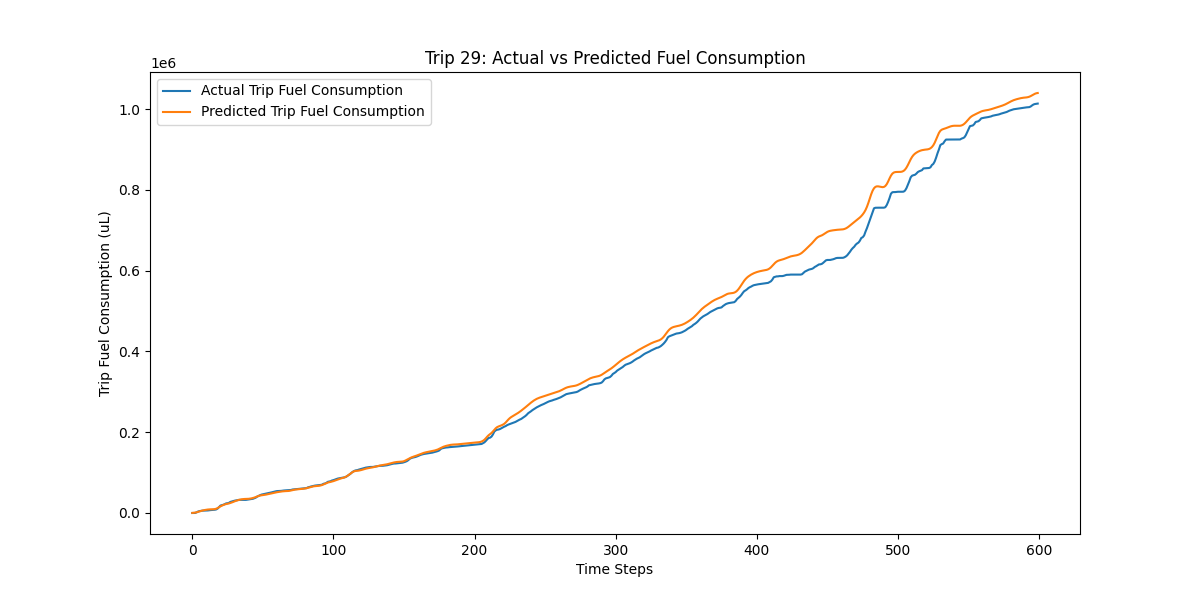 Trip 29: Actual vs Predicted Fuel Consumption
1e6
Actual Trip Fuel Consumption
Predicted Trip Fuel Consumption
1.0
0.8
0.6
0.4
0.2
0.0
Trip Fuel Consumption (uL)
0 100 200 300 400 500 600
Time Steps